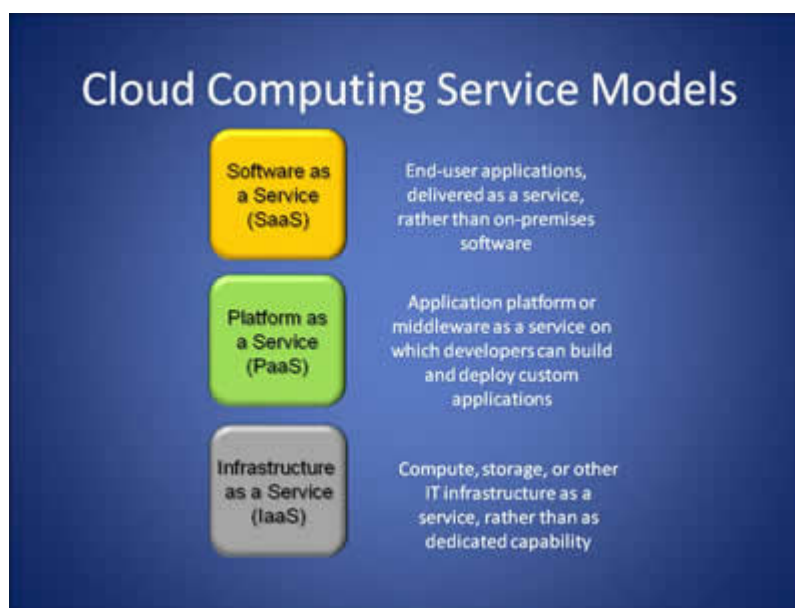 Cloud Computing Service Models
Software as
a Service
(SaaS)
End-user applications,
delivered as a service,
rather than on-premises
software
Platform as
a Service
(PaaS)
Application platform or
middleware as a service on
which developers can build
and deploy custom
applications
Infrastructure
as a Service
(IaaS)
Compute, storage, or other
IT infrastructure as a
service, rather than as
dedicated capability